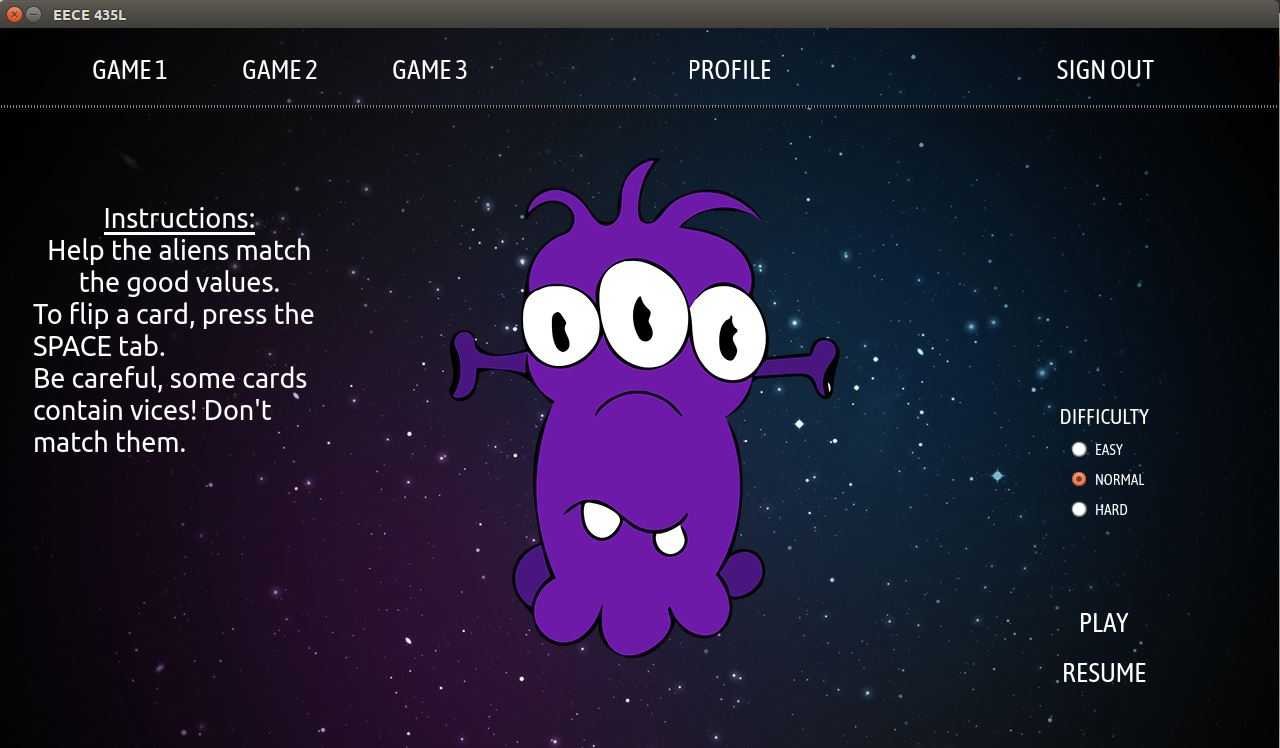 EECE 435L
GAME 1 GAME 2 GAME 3 PROFILE SIGN OUT
Instructions:
Help the aliens match
the good values.
To flip a card, press the
SPACE tab.
Be careful, some cards
contain vices! Don't
match them.
DIFFICULTY
EASY
NORMAL
HARD
PLAY
RESUME